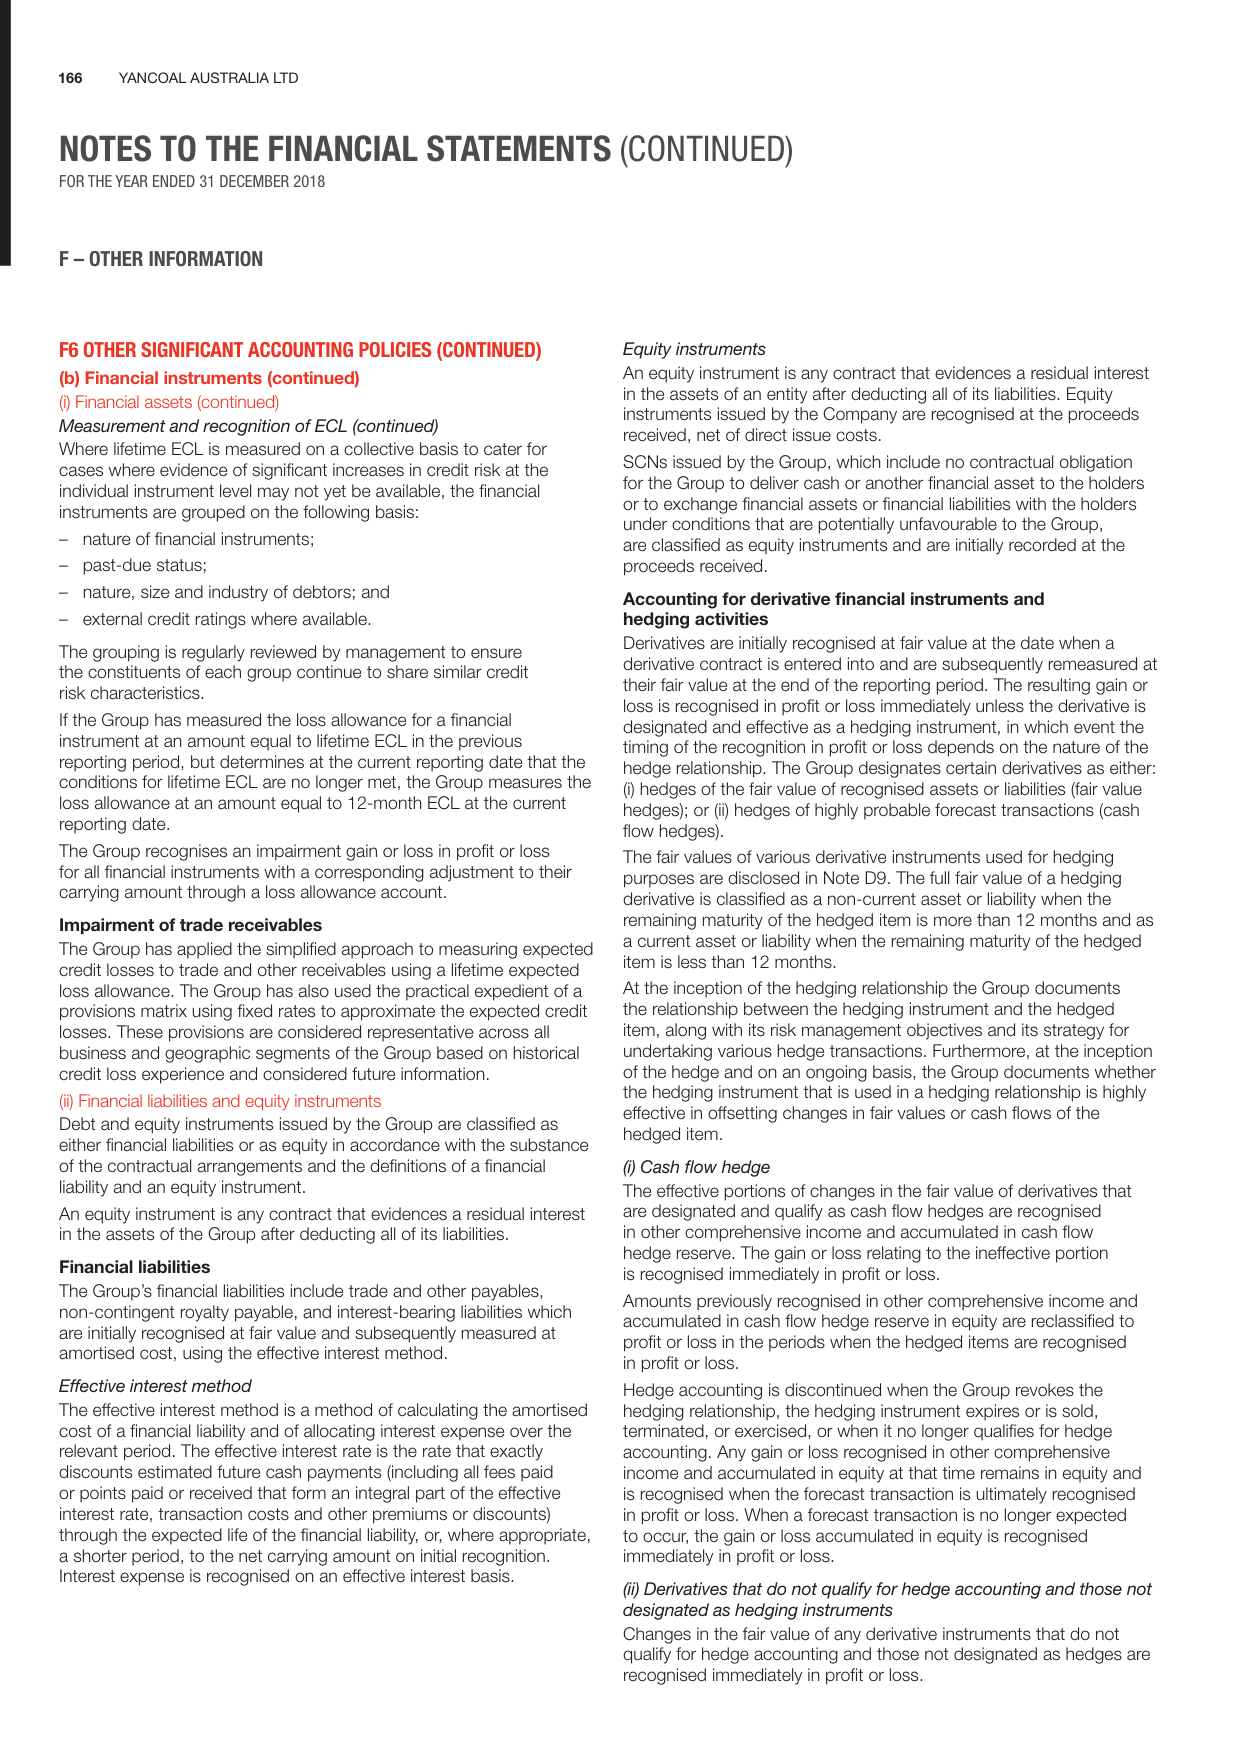 166 YANCOAL AUSTRALIA LTD
NOTES TO THE FINANCIAL STATEMENTS (CONTINUED)
FOR THE YEAR ENDED 31 DECEMBER 2018
F – OTHER INFORMATION
F6 OTHER SIGNIFICANT ACCOUNTING POLICIES (CONTINUED)
(b) Financial instruments (continued)
(i) Financial assets (continued)
Measurement and recognition of ECL (continued)
Where lifetime ECL is measured on a collective basis to cater for
cases where evidence of significant increases in credit risk at the
individual instrument level may not yet be available, the financial
instruments are grouped on the following basis:
– nature of financial instruments;
– past-due status;
– nature, size and industry of debtors; and
– external credit ratings where available.
The grouping is regularly reviewed by management to ensure
the constituents of each group continue to share similar credit
risk characteristics.
If the Group has measured the loss allowance for a financial
instrument at an amount equal to lifetime ECL in the previous
reporting period, but determines at the current reporting date that the
conditions for lifetime ECL are no longer met, the Group measures the
loss allowance at an amount equal to 12-month ECL at the current
reporting date.
The Group recognises an impairment gain or loss in profit or loss
for all financial instruments with a corresponding adjustment to their
carrying amount through a loss allowance account.
Impairment of trade receivables
The Group has applied the simplified approach to measuring expected
credit losses to trade and other receivables using a lifetime expected
loss allowance. The Group has also used the practical expedient of a
provisions matrix using fixed rates to approximate the expected credit
losses. These provisions are considered representative across all
business and geographic segments of the Group based on historical
credit loss experience and considered future information.
(ii) Financial liabilities and equity instruments
Debt and equity instruments issued by the Group are classified as
either financial liabilities or as equity in accordance with the substance
of the contractual arrangements and the definitions of a financial
liability and an equity instrument.
An equity instrument is any contract that evidences a residual interest
in the assets of the Group after deducting all of its liabilities.
Financial liabilities
The Group's financial liabilities include trade and other payables,
non-contingent royalty payable, and interest-bearing liabilities which
are initially recognised at fair value and subsequently measured at
amortised cost, using the effective interest method.
Effective interest method
The effective interest method is a method of calculating the amortised
cost of a financial liability and of allocating interest expense over the
relevant period. The effective interest rate is the rate that exactly
discounts estimated future cash payments (including all fees paid
or points paid or received that form an integral part of the effective
interest rate, transaction costs and other premiums or discounts)
through the expected life of the financial liability, or, where appropriate,
a shorter period, to the net carrying amount on initial recognition.
Interest expense is recognised on an effective interest basis.
Equity instruments
An equity instrument is any contract that evidences a residual interest
in the assets of an entity after deducting all of its liabilities. Equity
instruments issued by the Company are recognised at the proceeds
received, net of direct issue costs.
SCNs issued by the Group, which include no contractual obligation
for the Group to deliver cash or another financial asset to the holders
or to exchange financial assets or financial liabilities with the holders
under conditions that are potentially unfavourable to the Group,
are classified as equity instruments and are initially recorded at the
proceeds received.
Accounting for derivative financial instruments and
hedging activities
Derivatives are initially recognised at fair value at the date when a
derivative contract is entered into and are subsequently remeasured at
their fair value at the end of the reporting period. The resulting gain or
loss is recognised in profit or loss immediately unless the derivative is
designated and effective as a hedging instrument, in which event the
timing of the recognition in profit or loss depends on the nature of the
hedge relationship. The Group designates certain derivatives as either:
(i) hedges of the fair value of recognised assets or liabilities (fair value
hedges); or (ii) hedges of highly probable forecast transactions (cash
flow hedges).
The fair values of various derivative instruments used for hedging
purposes are disclosed in Note D9. The full fair value of a hedging
derivative is classified as a non-current asset or liability when the
remaining maturity of the hedged item is more than 12 months and as
a current asset or liability when the remaining maturity of the hedged
item is less than 12 months.
At the inception of the hedging relationship the Group documents
the relationship between the hedging instrument and the hedged
item, along with its risk management objectives and its strategy for
undertaking various hedge transactions. Furthermore, at the inception
of the hedge and on an ongoing basis, the Group documents whether
the hedging instrument that is used in a hedging relationship is highly
effective in offsetting changes in fair values or cash flows of the
hedged item.
(i) Cash flow hedge
The effective portions of changes in the fair value of derivatives that
are designated and qualify as cash flow hedges are recognised
in other comprehensive income and accumulated in cash flow
hedge reserve. The gain or loss relating to the ineffective portion
is recognised immediately in profit or loss.
Amounts previously recognised in other comprehensive income and
accumulated in cash flow hedge reserve in equity are reclassified to
profit or loss in the periods when the hedged items are recognised
in profit or loss.
Hedge accounting is discontinued when the Group revokes the
hedging relationship, the hedging instrument expires or is sold,
terminated, or exercised, or when it no longer qualifies for hedge
accounting. Any gain or loss recognised in other comprehensive
income and accumulated in equity at that time remains in equity and
is recognised when the forecast transaction is ultimately recognised
in profit or loss. When a forecast transaction is no longer expected
to occur, the gain or loss accumulated in equity is recognised
immediately in profit or loss.
(ii) Derivatives that do not qualify for hedge accounting and those not
designated as hedging instruments
Changes in the fair value of any derivative instruments that do not
qualify for hedge accounting and those not designated as hedges are
recognised immediately in profit or loss.